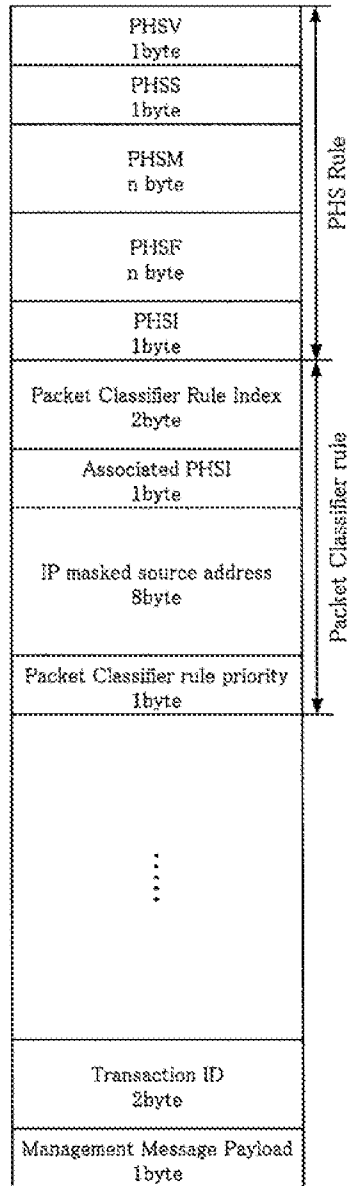 PHSV
1byte
PHSS
1byte
PHSM
n byte
PHSF
n byte
PHSI
1byte
PHS Rule
Packet Classifier Rule Index
2byte
Associated PHSI
1byte
IP masked source address
8byte
Packet Classifier rule priority
1byte
Packet Classifier rule
Transaction ID
2byte
Management Message Payload
1byte